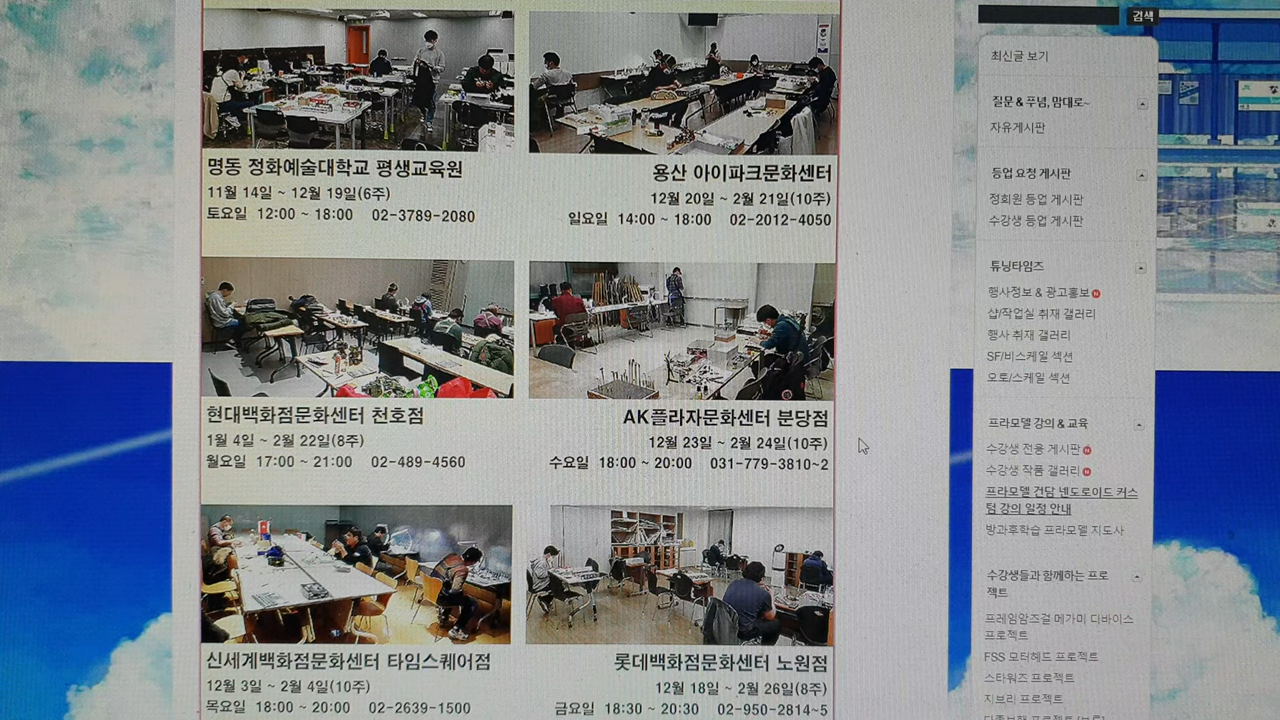 명동 정화예술대학교 평생교육원
11월 14일 ~ 12월 19일(6주)
토요일 12:00 ~ 18:00 02-3789-2080
용산 아이파크문화센터
12월 20일 ~ 2월 21일(10주)
일요일 14:00 ~ 18:00 02-2012-4050
현대백화점문화센터 천호점
1월 4일 ~ 2월 22일(8주)
월요일 17:00 ~ 21:00 02-489-4560
AK플라자문화센터 분당점
12월 23일 ~ 2월 24일(10주)
수요일 18:00 ~ 20:00 031-779-3810~2
신세계백화점문화센터 타임스퀘어점
12월 3일 ~ 2월 4일(10주)
목요일 18:00 ~ 20:00 02-2639-1500
롯데백화점문화센터 노원점
12월 18일 ~ 2월 26일(8주)
금요일 18:30 ~ 20:30 02-950-2814~5
검색
최신글 보기
질문 & 푸념, 맘대로~
자유게시판
등업 요청 게시판
정회원 등업 게시판
수강생 등업 게시판
튜닝타임즈
행사정보 & 광고홍보
샵/작업실 취재 갤러리
행사 취재 갤러리
SF/비스케일 섹션
오토/스케일 섹션
프라모델 강의 & 교육
수강생 전용 게시판
수강생 작품 갤러리
프라모델 건담 넨도로이드 커스
텀 강의 일정 안내
방과후학습 프라모델 지도사
수강생들과 함께하는 프로
젝트
프레임암즈걸 메가미 디바이스
프로젝트
FSS 모터헤드 프로젝트
스타워즈 프로젝트
지브리 프로젝트